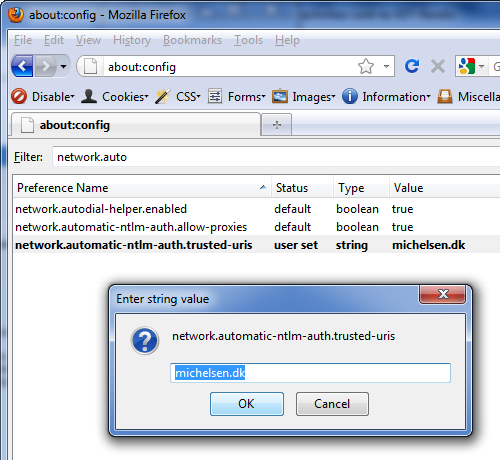 about:config - Mozilla Firefox
File Edit View History Bookmarks Tools Help
about:config
Disable▾ Cookies▾ CSS▾ Forms▾ Images▾ Information▾ Miscella
about:config
Filter: network.auto
Preference Name Status Type Value
network.autodial-helper.enabled default boolean true
network.automatic-ntlm-auth.allow-proxies default boolean true
network.automatic-ntlm-auth.trusted-uris user set string michelsen.dk
Enter string value
network.automatic-ntlm-auth.trusted-uris
michelsen.dk
OK Cancel